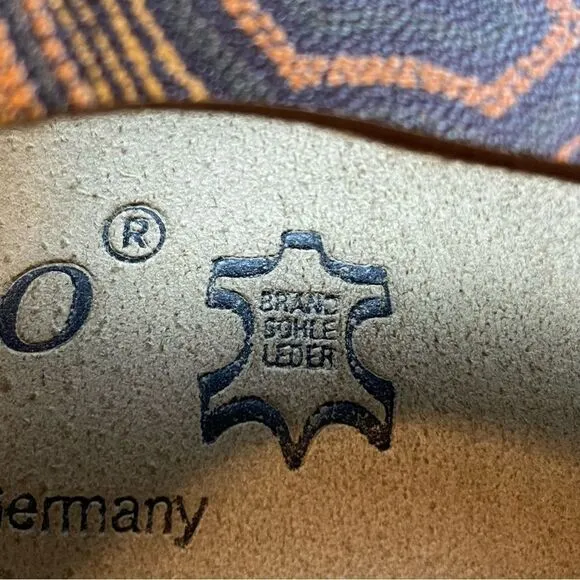 o®
BRAND
SOHLE
LEDER
Germany